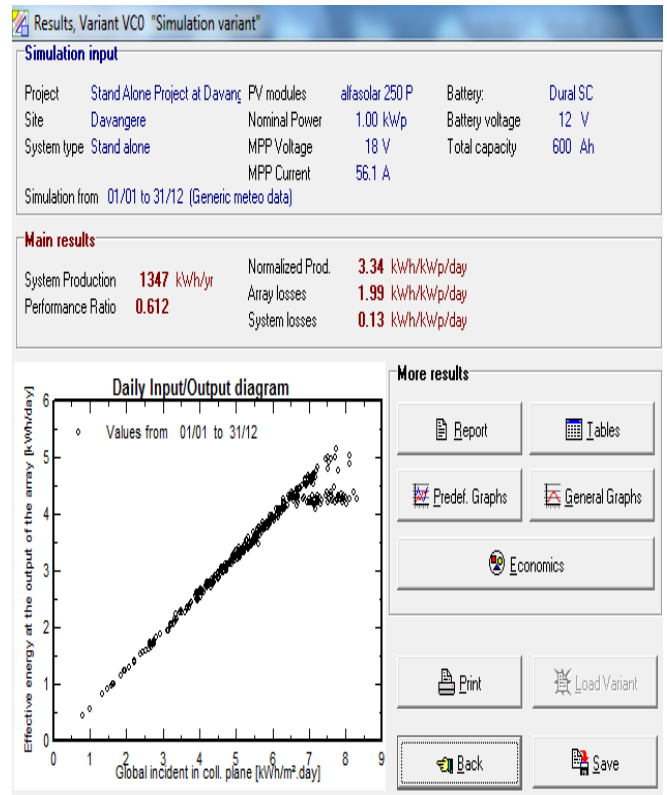 Results, Variant VC0 "Simulation variant"
Simulation input
Project Stand Alone Project at Davang PV modules alfasolar 250 P Battery: Dural SC
Site Davangere Nominal Power 1.00 kWp Battery voltage 12 V
System type Stand alone MPP Voltage 18 V Total capacity 600 Ah
MPP Current 56.1 A
Simulation from 01/01 to 31/12 (Generic meteo data)
Main results
System Production 1347 kWh/yr Normalized Prod. 3.34 kWh/kWp/day
Performance Ratio 0.612 Array losses 1.99 kWh/kWp/day
System losses 0.13 kWh/kWp/day
Daily Input/Output diagram
Values from 01/01 to 31/12
Effective energy at the output of the array [kWh/day]
6
5
4
3
2
1
0
0 1 2 3 4 5 6 7 8 9
Global incident in coll. plane [kWh/m².day]
More results
Report Tables
Predef. Graphs General Graphs
Economics
Print Load Variant
Back Save